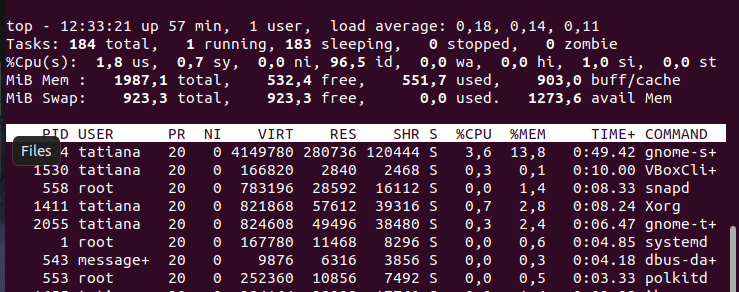 top - 12:33:21 up 57 min,  1 user,  load average: 0,18, 0,14, 0,11
Tasks: 184 total,   1 running, 183 sleeping,   0 stopped,   0 zombie
%Cpu(s):  1,8 us,  0,7 sy,  0,0 ni, 96,5 id,  0,0 wa,  0,0 hi,  1,0 si,  0,0 st
MiB Mem :   1987,1 total,    532,4 free,    551,7 used,    903,0 buff/cache
MiB Swap:    923,3 total,    923,3 free,      0,0 used.   1273,6 avail Mem
PID USER      PR  NI    VIRT    RES    SHR S  %CPU  %MEM     TIME+ COMMAND
Files 4 tatiana   20   0 4149780 280736 120444 S   3,6  13,8   0:49.42 gnome-s+
1530 tatiana   20   0  166820   2840   2468 S   0,3   0,1   0:10.00 VBoxCli+
558 root      20   0  783196  28592  16112 S   0,0   1,4   0:08.33 snapd
1411 tatiana   20   0  821868  57612  39316 S   0,7   2,8   0:08.24 Xorg
2055 tatiana   20   0  824608  49496  38480 S   0,3   2,4   0:06.47 gnome-t+
1 root      20   0  167780  11468   8296 S   0,0   0,6   0:04.85 systemd
543 message+  20   0    9876   6316   3856 S   0,0   0,3   0:04.18 dbus-da+
553 root      20   0  252360  10856   7492 S   0,0   0,5   0:03.33 polkitd